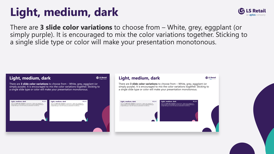 Light, medium, dark
LS Retail
There are 3 slide color variations to choose from – White, grey, eggplant (or
simply purple). It is encouraged to mix the color variations together. Sticking to
a single slide type or color will make your presentation monotonous.
Light, medium, dark
There are 3 slide color variations to choose from – White, grey, eggplant (or
simply purple). It is encouraged to mix the color variations together. Sticking to
a single slide type or color will make your presentation monotonous.
Light, medium, dark
LS Retail
There are 3 slide color variations to choose from – White, grey, eggplant (or
simply purple). It is encouraged to mix the color variations together. Sticking to
a single slide type or color will make your presentation monotonous.